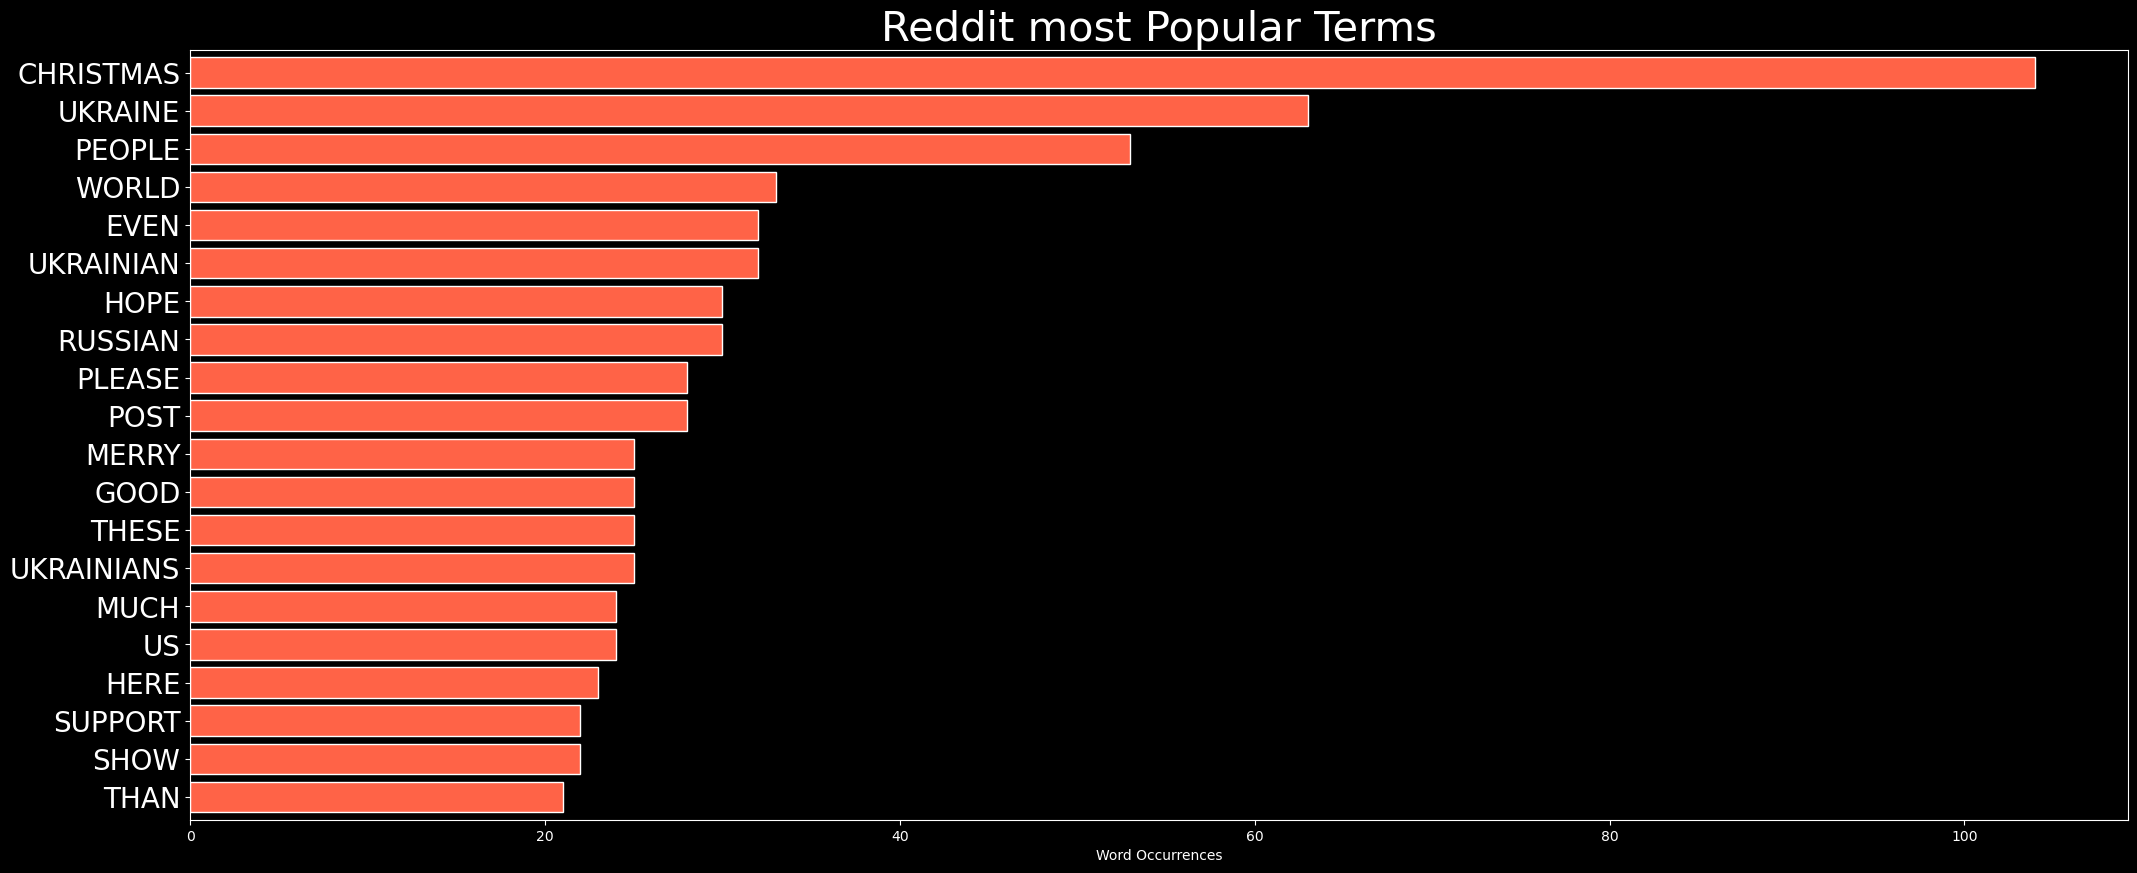 Reddit most Popular Terms
CHRISTMAS
UKRAINE
PEOPLE
WORLD
EVEN
UKRAINIAN
HOPE
RUSSIAN
PLEASE
POST
MERRY
GOOD
THESE
UKRAINIANS
MUCH
US
HERE
SUPPORT
SHOW
THAN
0 20 40 60 80 100
Word Occurrences